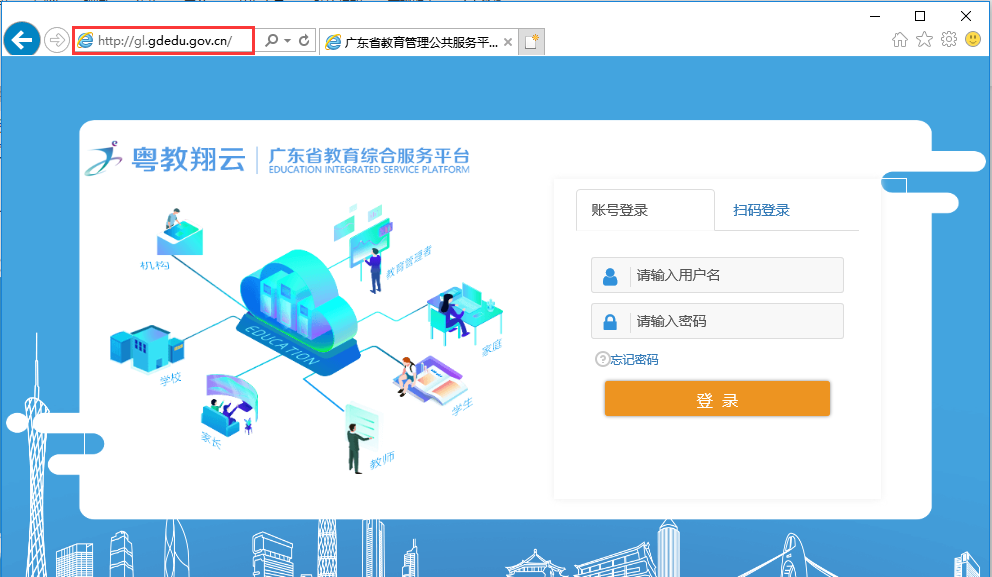 http://gl.gdedu.gov.cn/
广东省教育管理公共服务平...
粤教翔云
广东省教育综合服务平台
EDUCATION INTEGRATED SERVICE PLATFORM
账号登录
扫码登录
机构
教育管理者
请输入用户名
EDUCATION
家庭
请输入密码
学校
?忘记密码
学生
登 录
家长
教师